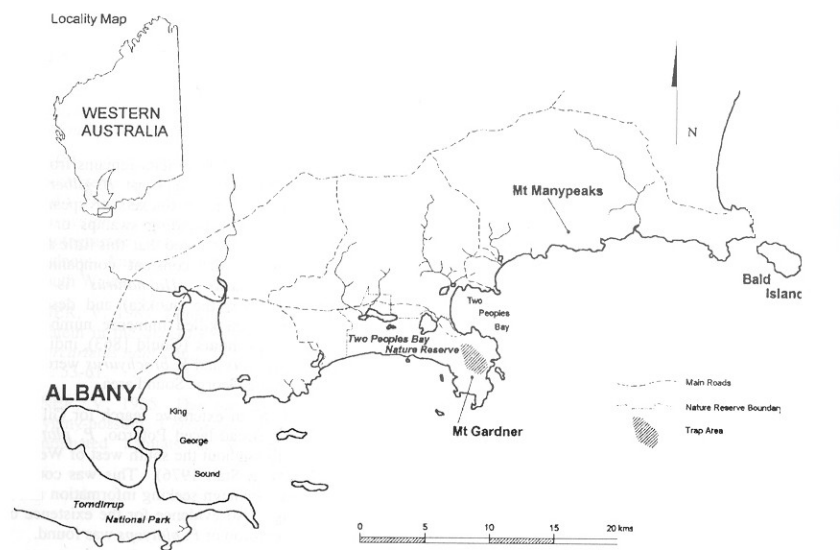 Locality Map
WESTERN
AUSTRALIA
N
Mt Manypeaks
Bald
Island
Two
Peoples
Bay
Two Peoples Bay
Nature Reserve
Mt Gardner
ALBANY
King
George
Sound
Torndirrup
National Park
Main Roads
Nature Reserve Boundary
Trap Area
0 5 10 15 20 kms